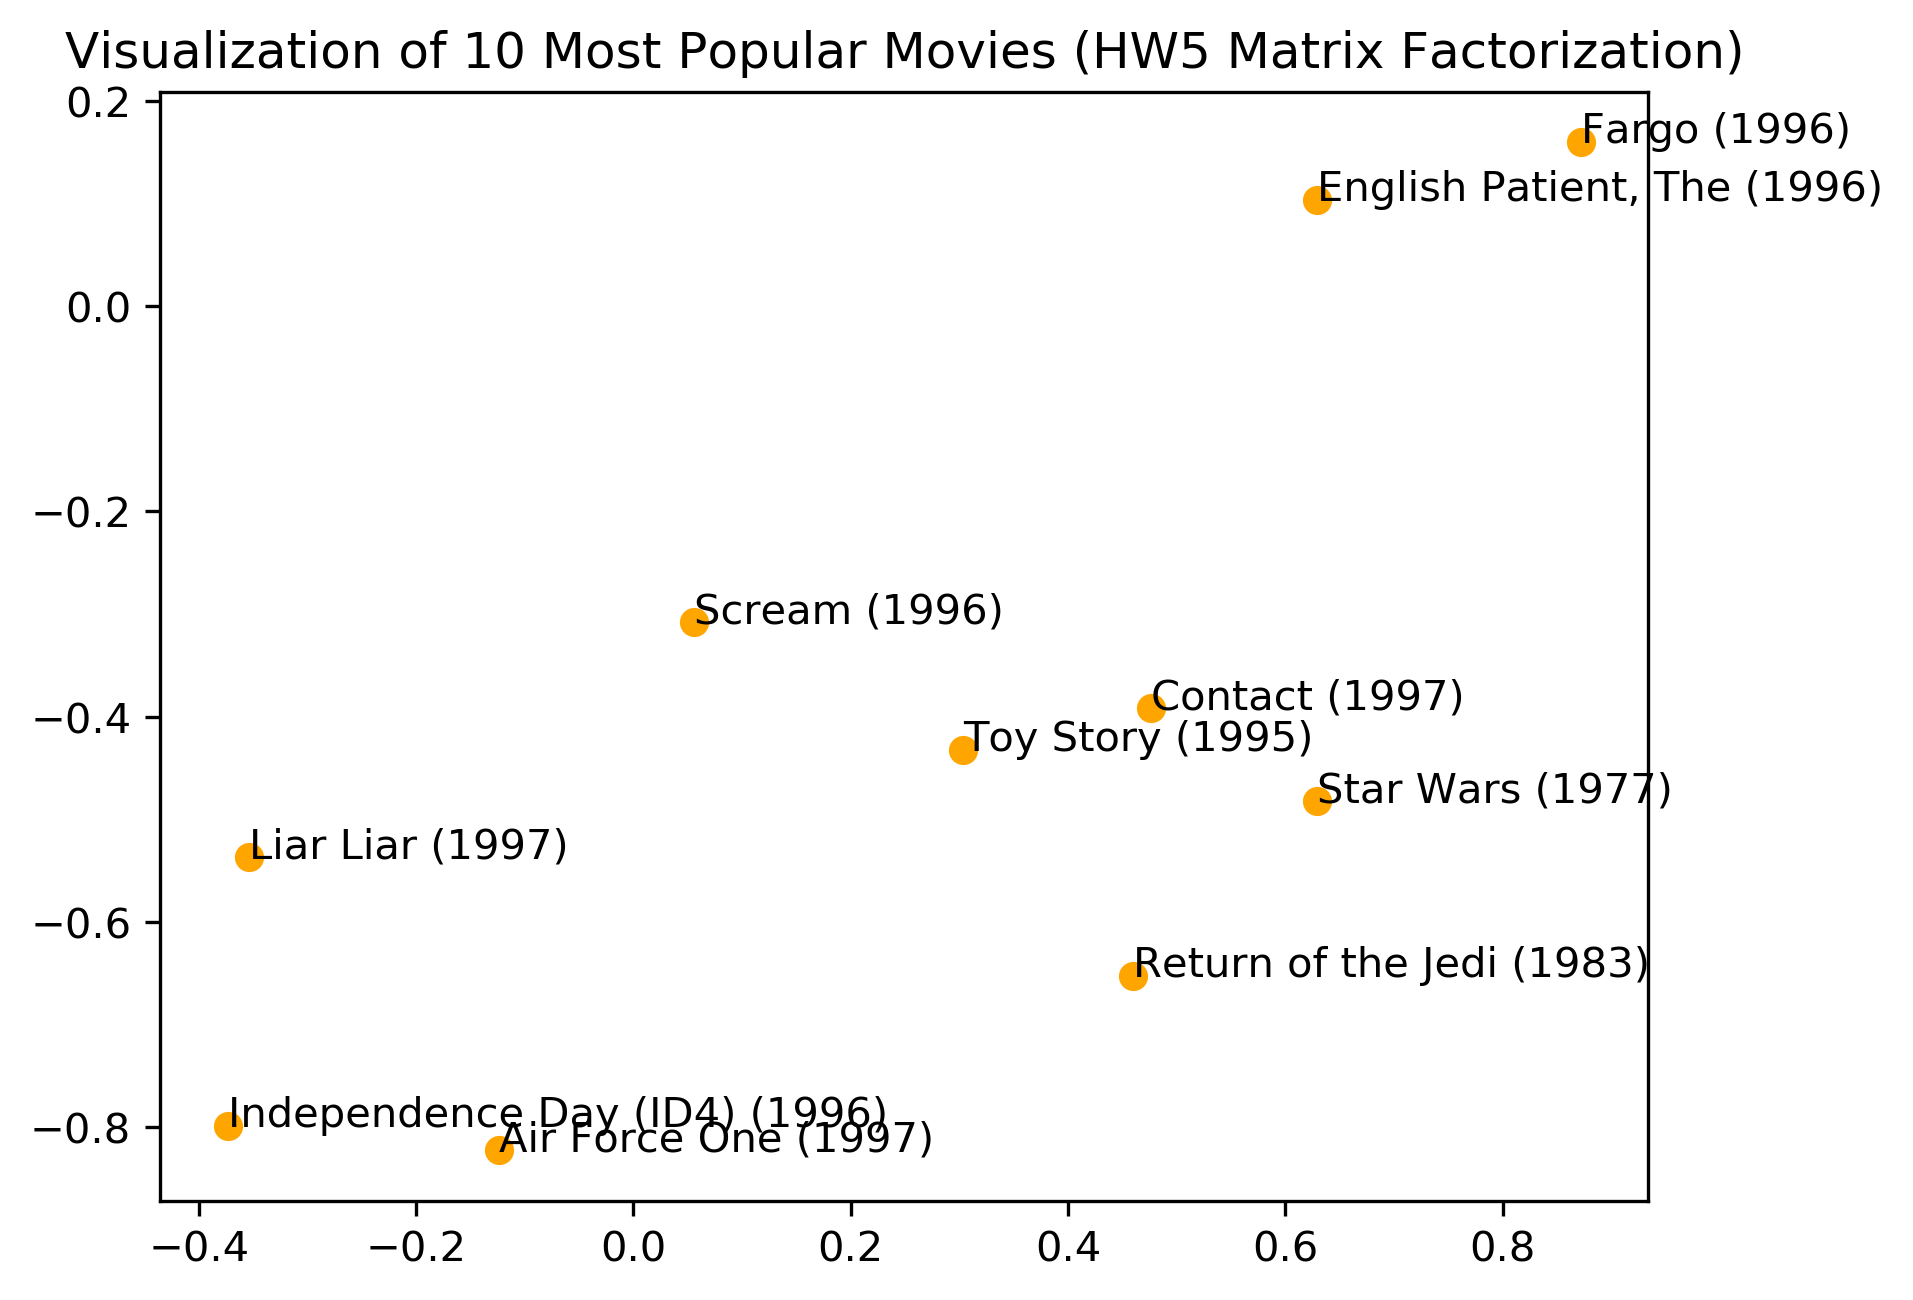 Visualization of 10 Most Popular Movies (HW5 Matrix Factorization)
0.2
Fargo (1996)
English Patient, The (1996)
0.0
−0.2
Scream (1996)
Contact (1997)
−0.4
Toy Story (1995)
Star Wars (1977)
Liar Liar (1997)
−0.6
Return of the Jedi (1983)
Independence Day (ID4) (1996)
−0.8
Air Force One (1997)
−0.4 −0.2 0.0 0.2 0.4 0.6 0.8